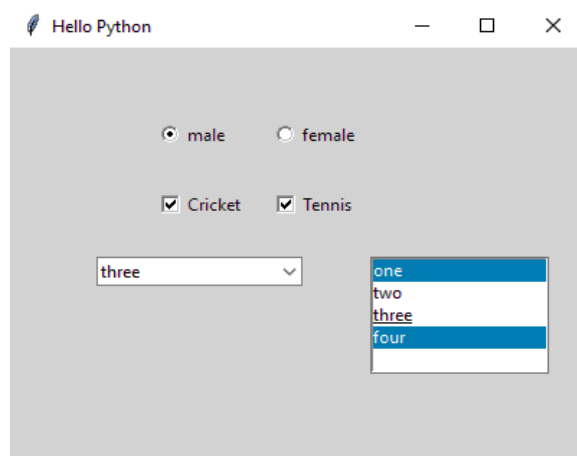 Hello Python
male female
Cricket Tennis
three
one
two
three
four